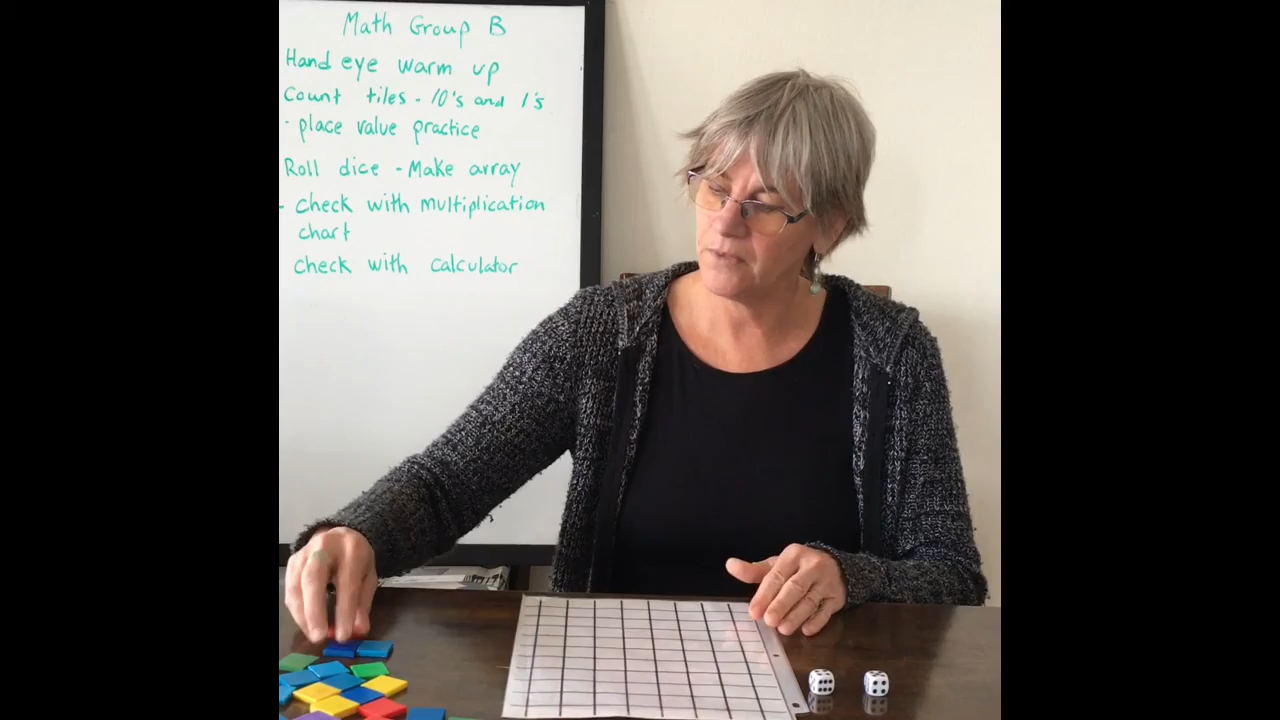 Math Group B
Hand eye warm up
Count tiles - 10's and 1's
· place value practice
Roll dice - Make array
- check with multiplication
chart
check with calculator